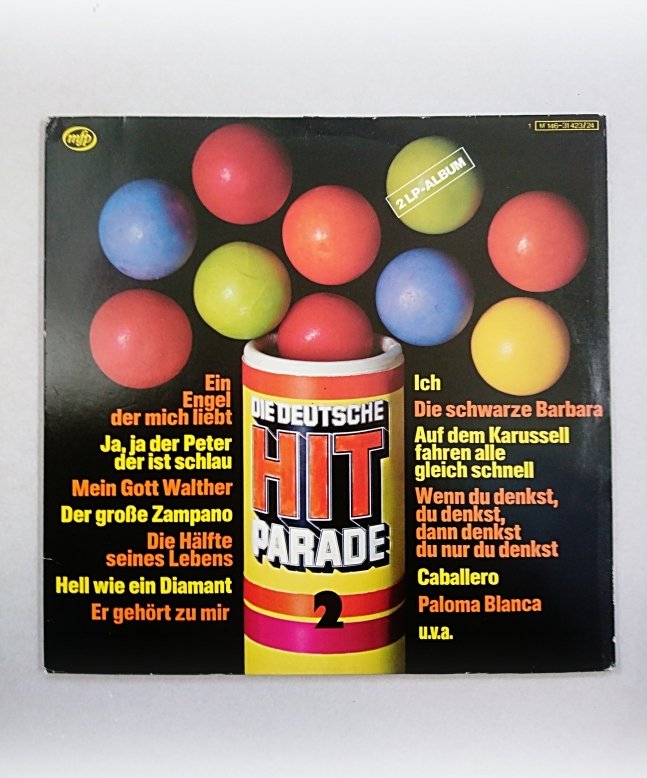 mfp
1 M 146-31 423/24
2 LP-ALBUM
DIE DEUTSCHE
HIT
PARADE
2
Ein
Engel
der mich liebt
Ja, ja der Peter
der ist schlau
Mein Gott Walther
Der große Zampano
Die Hälfte
seines Lebens
Hell wie ein Diamant
Er gehört zu mir
Ich
Die schwarze Barbara
Auf dem Karussell
fahren alle
gleich schnell
Wenn du denkst,
du denkst,
dann denkst
du nur du denkst
Caballero
Paloma Blanca
u.v.a.